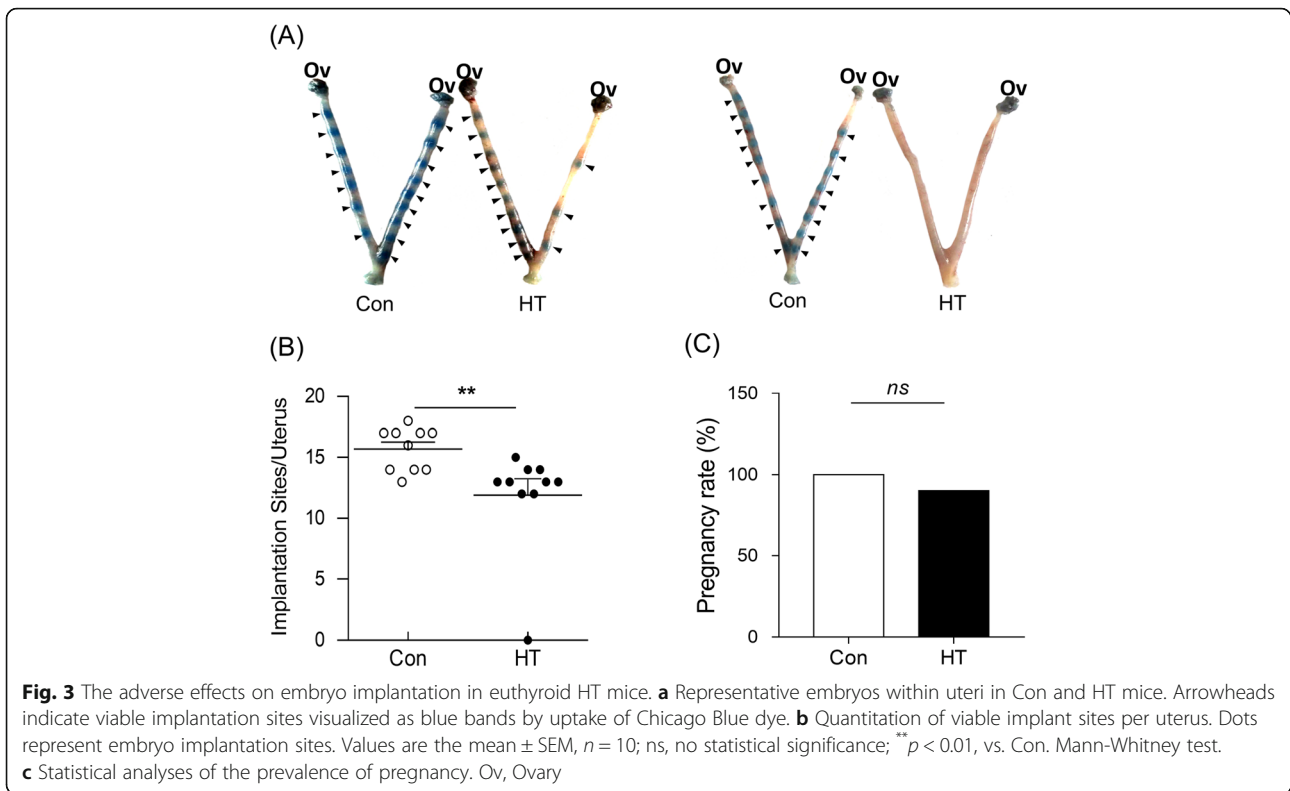 (A)
Ov Ov Ov Ov Ov Ov Ov Ov
Con HT Con HT
(B)
Implantation Sites/Uterus
20
15
10
5
0
**
Con HT
(C)
Pregnancy rate (%)
150
100
50
0
ns
Con HT
Fig. 3 The adverse effects on embryo implantation in euthyroid HT mice. a Representative embryos within uteri in Con and HT mice. Arrowheads
indicate viable implantation sites visualized as blue bands by uptake of Chicago Blue dye. b Quantitation of viable implant sites per uterus. Dots
represent embryo implantation sites. Values are the mean ± SEM, n = 10; ns, no statistical significance; **p < 0.01, vs. Con. Mann-Whitney test.
c Statistical analyses of the prevalence of pregnancy. Ov, Ovary